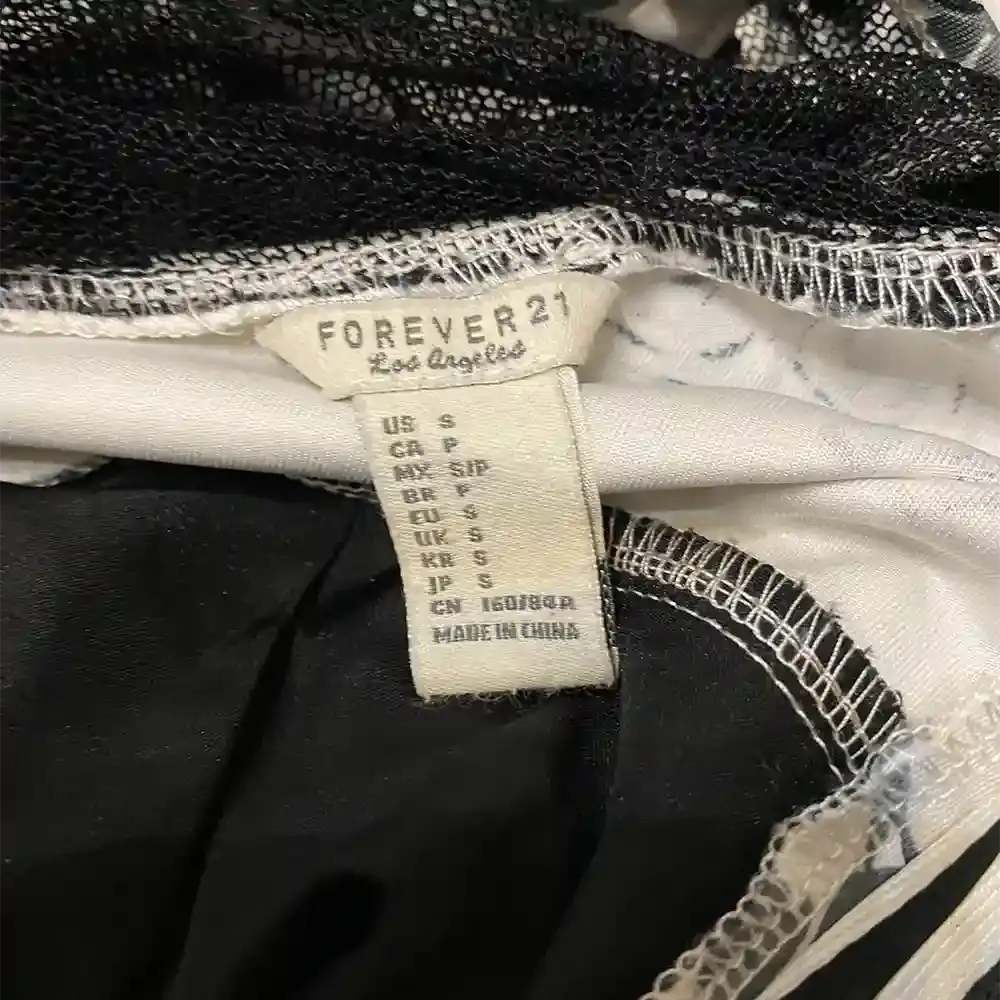 FOREVER 21
Los Angeles
US S
CA P
MX S/P
BR P
EU S
UK S
KR S
JP S
CN 160/84A
MADE IN CHINA